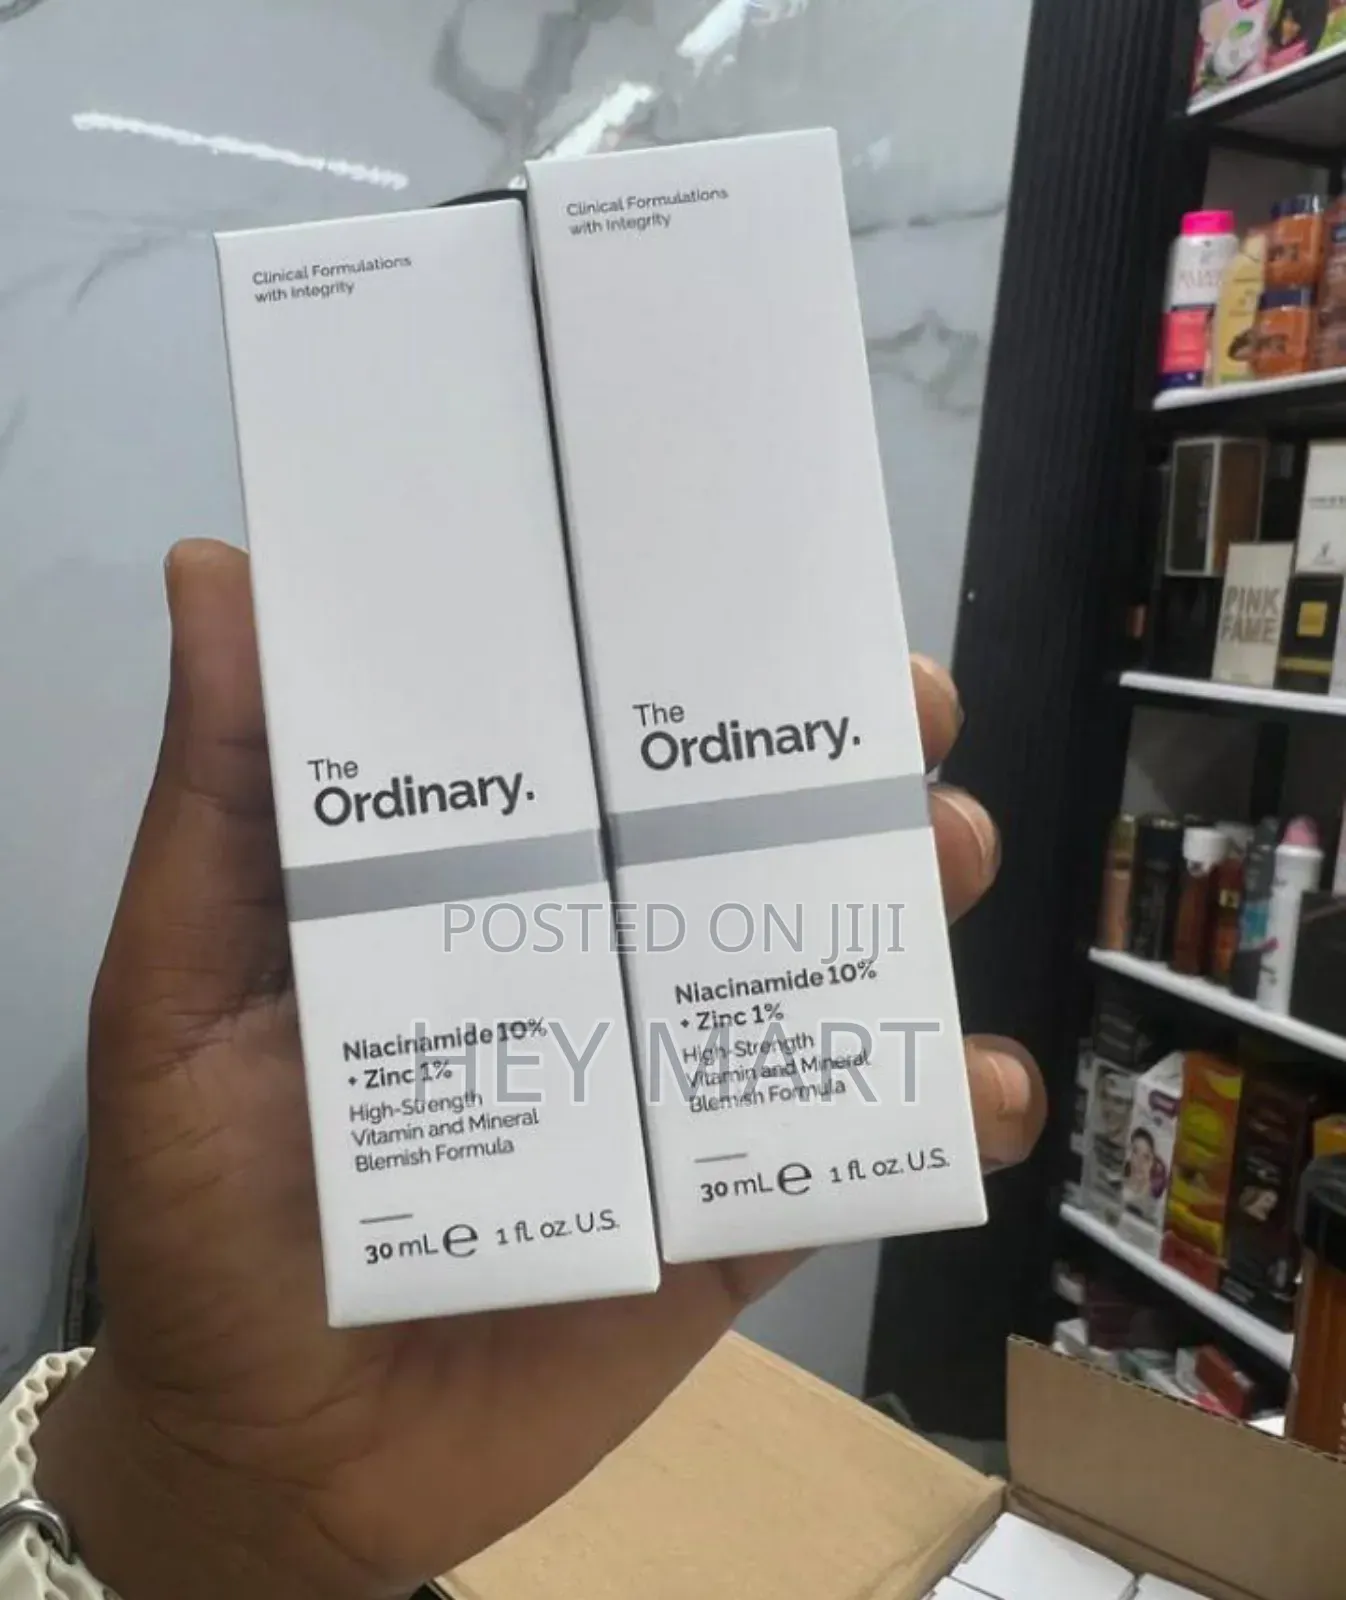 Clinical Formulations
with Integrity
The
Ordinary.
Niacinamide 10%
+ Zinc 1%
High-Strength
Vitamin and Mineral
Blemish Formula
30 mL e 1 fl. oz. U.S.
Clinical Formulations
with Integrity
The
Ordinary.
Niacinamide 10%
+ Zinc 1%
High-Strength
Vitamin and Mineral
Blemish Formula
30 mL e 1 fl. oz. U.S.
POSTED ON JIJI
HEY MART
PINK
FAME